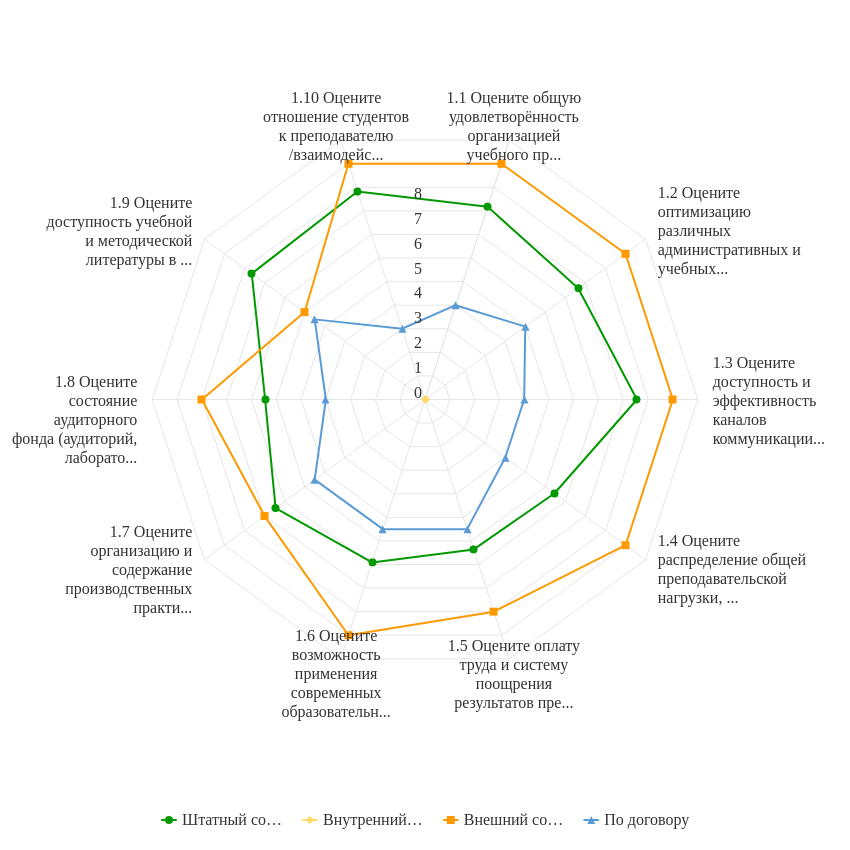 1.10 Оцените
отношение студентов
к преподавателю
/взаимодейс...
1.1 Оцените общую
удовлетворённость
организацией
учебного пр...
1.2 Оцените
оптимизацию
различных
административных и
учебных...
1.3 Оцените
доступность и
эффективность
каналов
коммуникации...
1.4 Оцените
распределение общей
преподавательской
нагрузки, ...
1.5 Оцените оплату
труда и систему
поощрения
результатов пре...
1.6 Оцените
возможность
применения
современных
образовательн...
1.7 Оцените
организацию и
содержание
производственных
практи...
1.8 Оцените
состояние
аудиторного
фонда (аудиторий,
лаборато...
1.9 Оцените
доступность учебной
и методической
литературы в ...
8
7
6
5
4
3
2
1
0
Штатный со… Внутренний… Внешний со… По договору